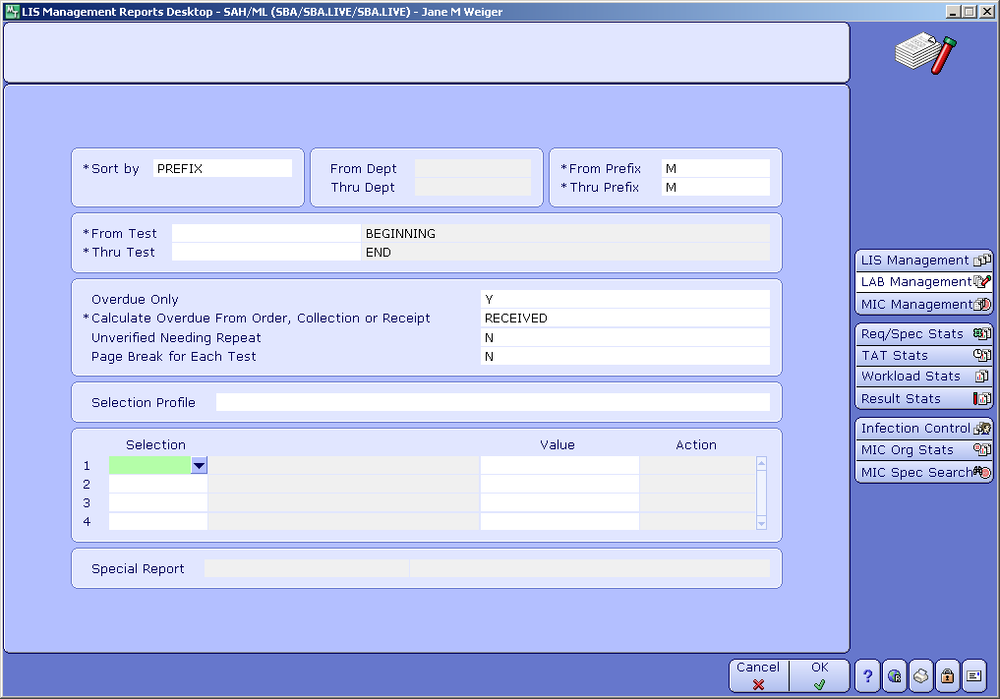 LIS Management Reports Desktop - SAH/ML (SBA/SBA.LIVE/SBA.LIVE) - Jane M Weiger
*Sort by PREFIX
From Dept
Thru Dept
*From Prefix M
*Thru Prefix M
*From Test BEGINNING
*Thru Test END
Overdue Only Y
*Calculate Overdue From Order, Collection or Receipt RECEIVED
Unverified Needing Repeat N
Page Break for Each Test N
Selection Profile
Selection Value Action
1
2
3
4
Special Report
LIS Management
LAB Management
MIC Management
Req/Spec Stats
TAT Stats
Workload Stats
Result Stats
Infection Control
MIC Org Stats
MIC Spec Search
Cancel OK
?